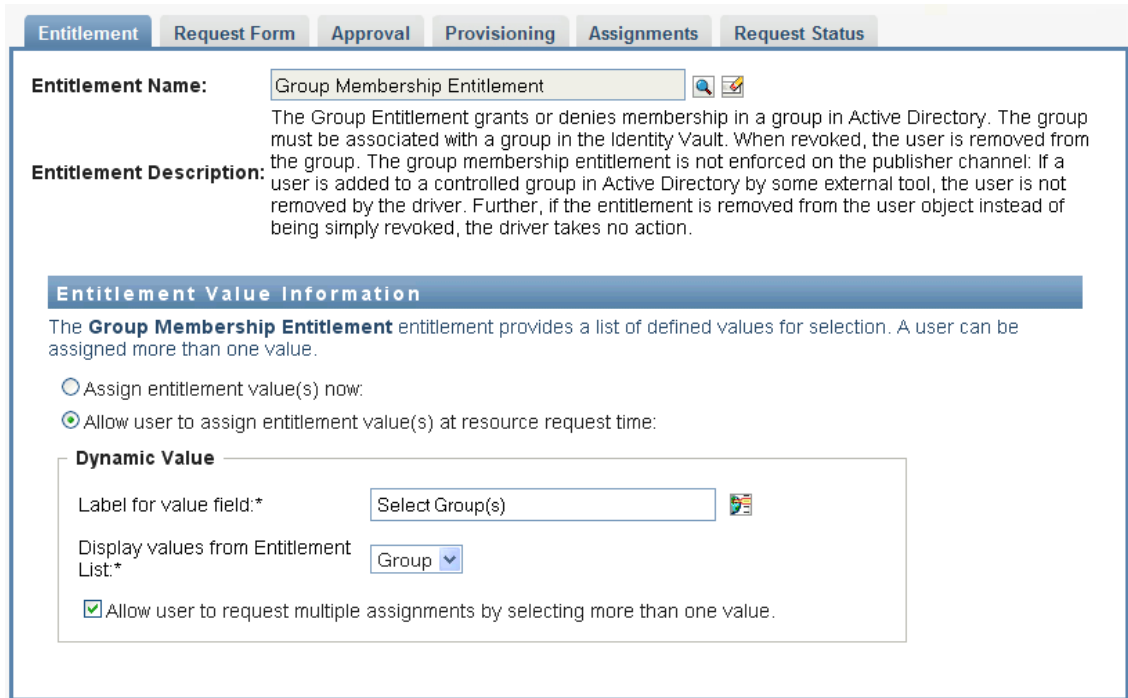 Entitlement Request Form Approval Provisioning Assignments Request Status
Entitlement Name: Group Membership Entitlement
The Group Entitlement grants or denies membership in a group in Active Directory. The group
must be associated with a group in the Identity Vault. When revoked, the user is removed from
the group. The group membership entitlement is not enforced on the publisher channel: If a
Entitlement Description: user is added to a controlled group in Active Directory by some external tool, the user is not
removed by the driver. Further, if the entitlement is removed from the user object instead of
being simply revoked, the driver takes no action.
Entitlement Value Information
The Group Membership Entitlement entitlement provides a list of defined values for selection. A user can be
assigned more than one value.
Assign entitlement value(s) now:
Allow user to assign entitlement value(s) at resource request time:
Dynamic Value
Label for value field:* Select Group(s)
Display values from Entitlement
List:* Group
Allow user to request multiple assignments by selecting more than one value.